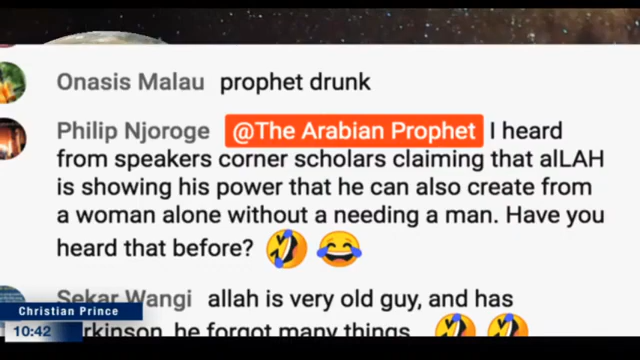 Onasis Malau prophet drunk
Philip Njoroge @The Arabian Prophet I heard
from speakers corner scholars claiming that alLAH
is showing his power that he can also create from
a woman alone without a needing a man. Have you
heard that before? 🤣 😂
Sekar Wangi allah is very old guy, and has
he forgot many things 🤣 🤣
Christian Prince
10:42